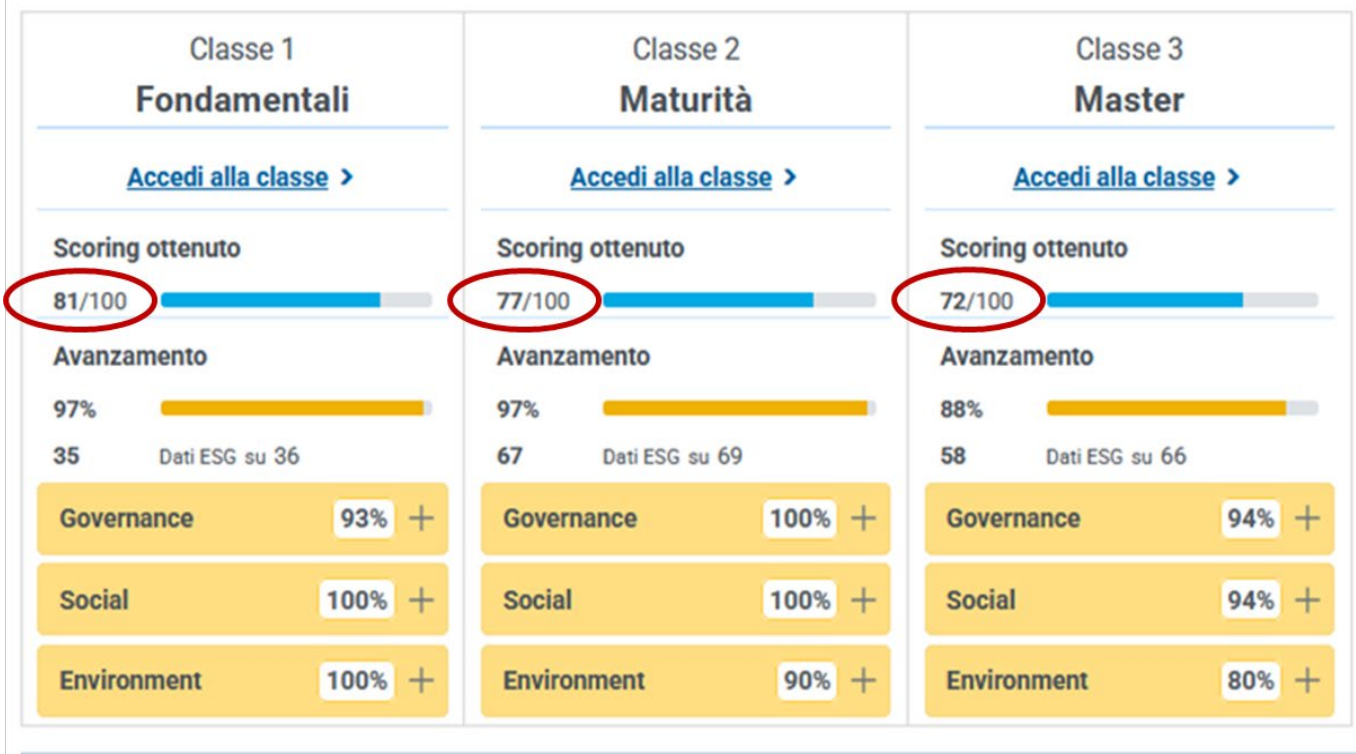 Classe 1
Fondamentali
Accedi alla classe >
Scoring ottenuto
81/100
Avanzamento
97%
35 Dati ESG su 36
Governance 93% +
Social 100% +
Environment 100% +
Classe 2
Maturità
Accedi alla classe >
Scoring ottenuto
77/100
Avanzamento
97%
67 Dati ESG su 69
Governance 100% +
Social 100% +
Environment 90% +
Classe 3
Master
Accedi alla classe >
Scoring ottenuto
72/100
Avanzamento
88%
58 Dati ESG su 66
Governance 94% +
Social 94% +
Environment 80% +